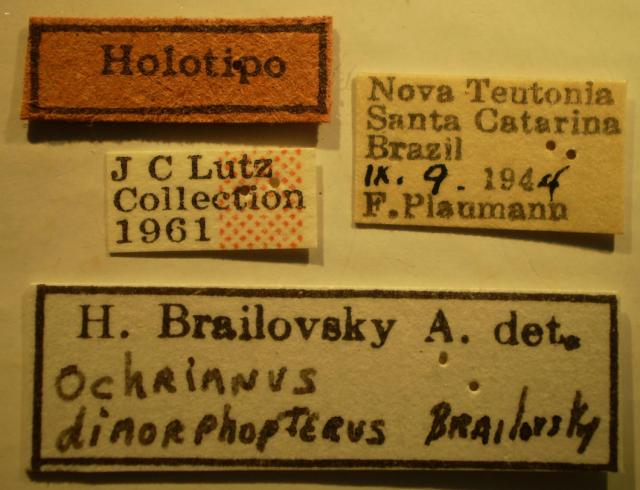 Holotipo
Nova Teutonia
Santa Catarina
Brazil
IX. 9. 1944
F. Plaumann
J C Lutz
Collection
1961
H. Brailovsky A. det.
Ochrimnus
dimorphopterus Brailovsky